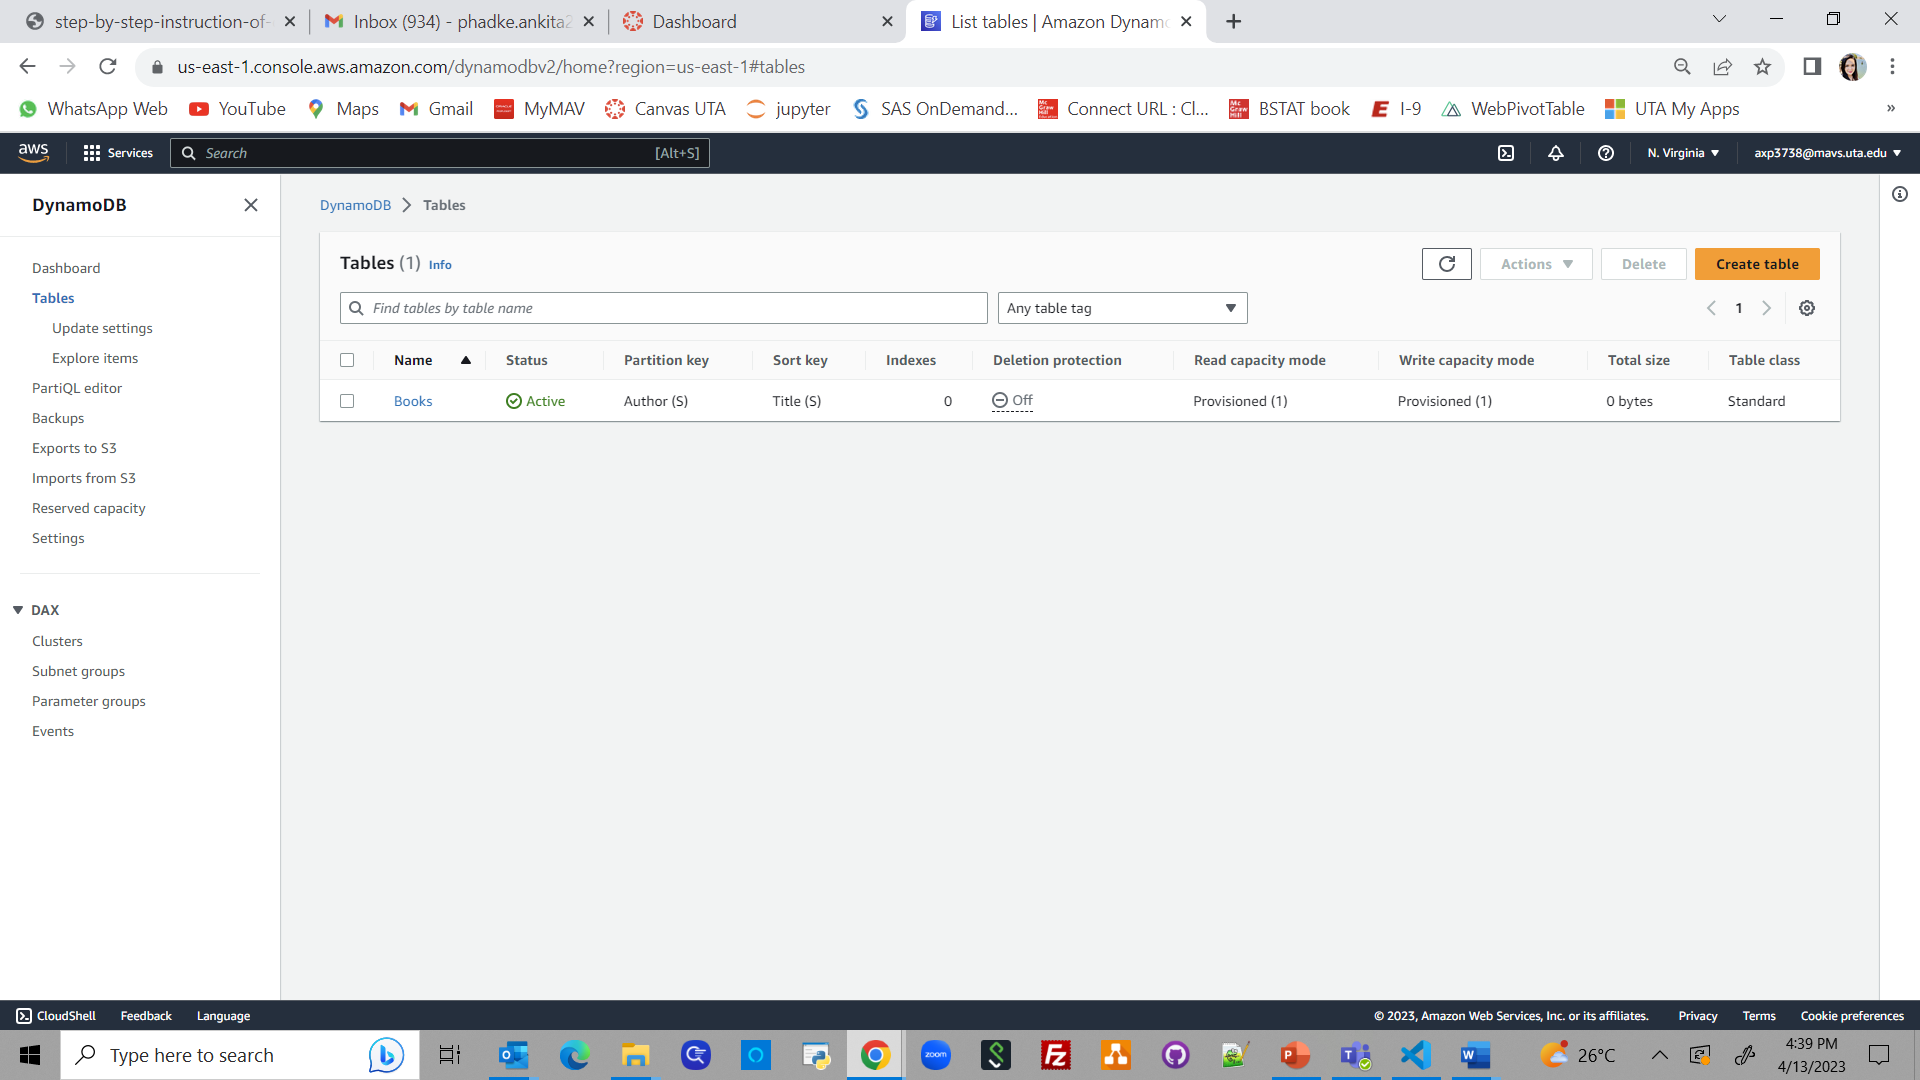 step-by-step-instruction-of-
Inbox (934) - phadke.ankita2
Dashboard
List tables | Amazon Dynamo
us-east-1.console.aws.amazon.com/dynamodbv2/home?region=us-east-1#tables
WhatsApp Web
YouTube
Maps
Gmail
MyMAV
Canvas UTA
jupyter
SAS OnDemand...
Connect URL : Cl...
BSTAT book
I-9
WebPivotTable
UTA My Apps
»
aws
Services
Search
[Alt+S]
N. Virginia
axp3738@mavs.uta.edu
DynamoDB
Dashboard
Tables
Update settings
Explore items
PartiQL editor
Backups
Exports to S3
Imports from S3
Reserved capacity
Settings
DAX
Clusters
Subnet groups
Parameter groups
Events
DynamoDB > Tables
Tables (1) Info
Actions
Delete
Create table
Find tables by table name
Any table tag
1
Name Status Partition key Sort key Indexes Deletion protection Read capacity mode Write capacity mode Total size Table class
Books Active Author (S) Title (S) 0 Off Provisioned (1) Provisioned (1) 0 bytes Standard
CloudShell
Feedback
Language
© 2023, Amazon Web Services, Inc. or its affiliates.
Privacy
Terms
Cookie preferences
Type here to search
zoom
26°C
4:39 PM
4/13/2023